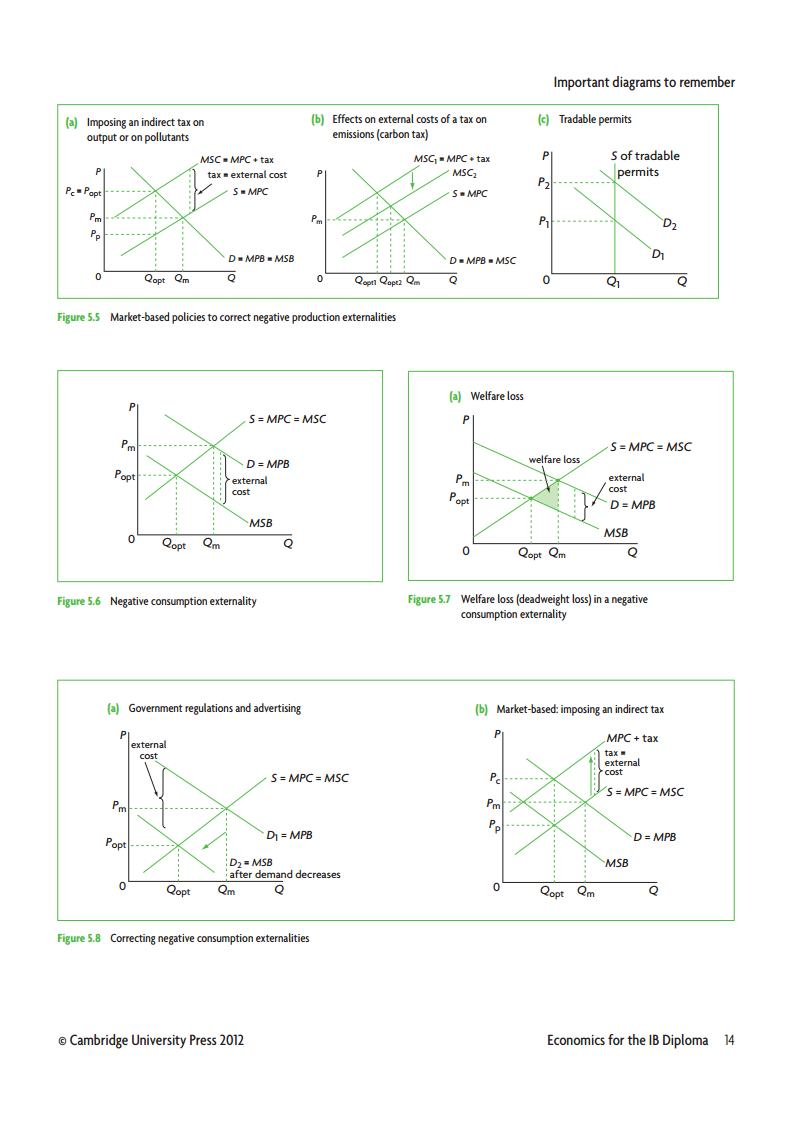 Important diagrams to remember
(a) Imposing an indirect tax on
output or on pollutants
P
MSC = MPC + tax
tax = external cost
S = MPC
Pc = Popt
Pm
Pp
D = MPB = MSB
0
Qopt Qm Q
(b) Effects on external costs of a tax on
emissions (carbon tax)
P
MSC1 = MPC + tax
MSC2
S = MPC
Pm
D = MPB = MSC
0
Qopt1 Qopt2 Qm Q
(c) Tradable permits
P
S of tradable
permits
P2
P1
D2
D1
0
Q1 Q
Figure 5.5 Market-based policies to correct negative production externalities
P
S = MPC = MSC
Pm
D = MPB
Popt
external
cost
MSB
0
Qopt Qm Q
Figure 5.6 Negative consumption externality
(a) Welfare loss
P
S = MPC = MSC
welfare loss
Pm
external
cost
Popt
D = MPB
MSB
0
Qopt Qm Q
Figure 5.7 Welfare loss (deadweight loss) in a negative
consumption externality
(a) Government regulations and advertising
P
external
cost
S = MPC = MSC
Pm
D1 = MPB
Popt
D2 = MSB
after demand decreases
0
Qopt Qm Q
(b) Market-based: imposing an indirect tax
P
MPC + tax
tax =
external
cost
Pc
S = MPC = MSC
Pm
Pp
D = MPB
MSB
0
Qopt Qm Q
Figure 5.8 Correcting negative consumption externalities
© Cambridge University Press 2012
Economics for the IB Diploma 14